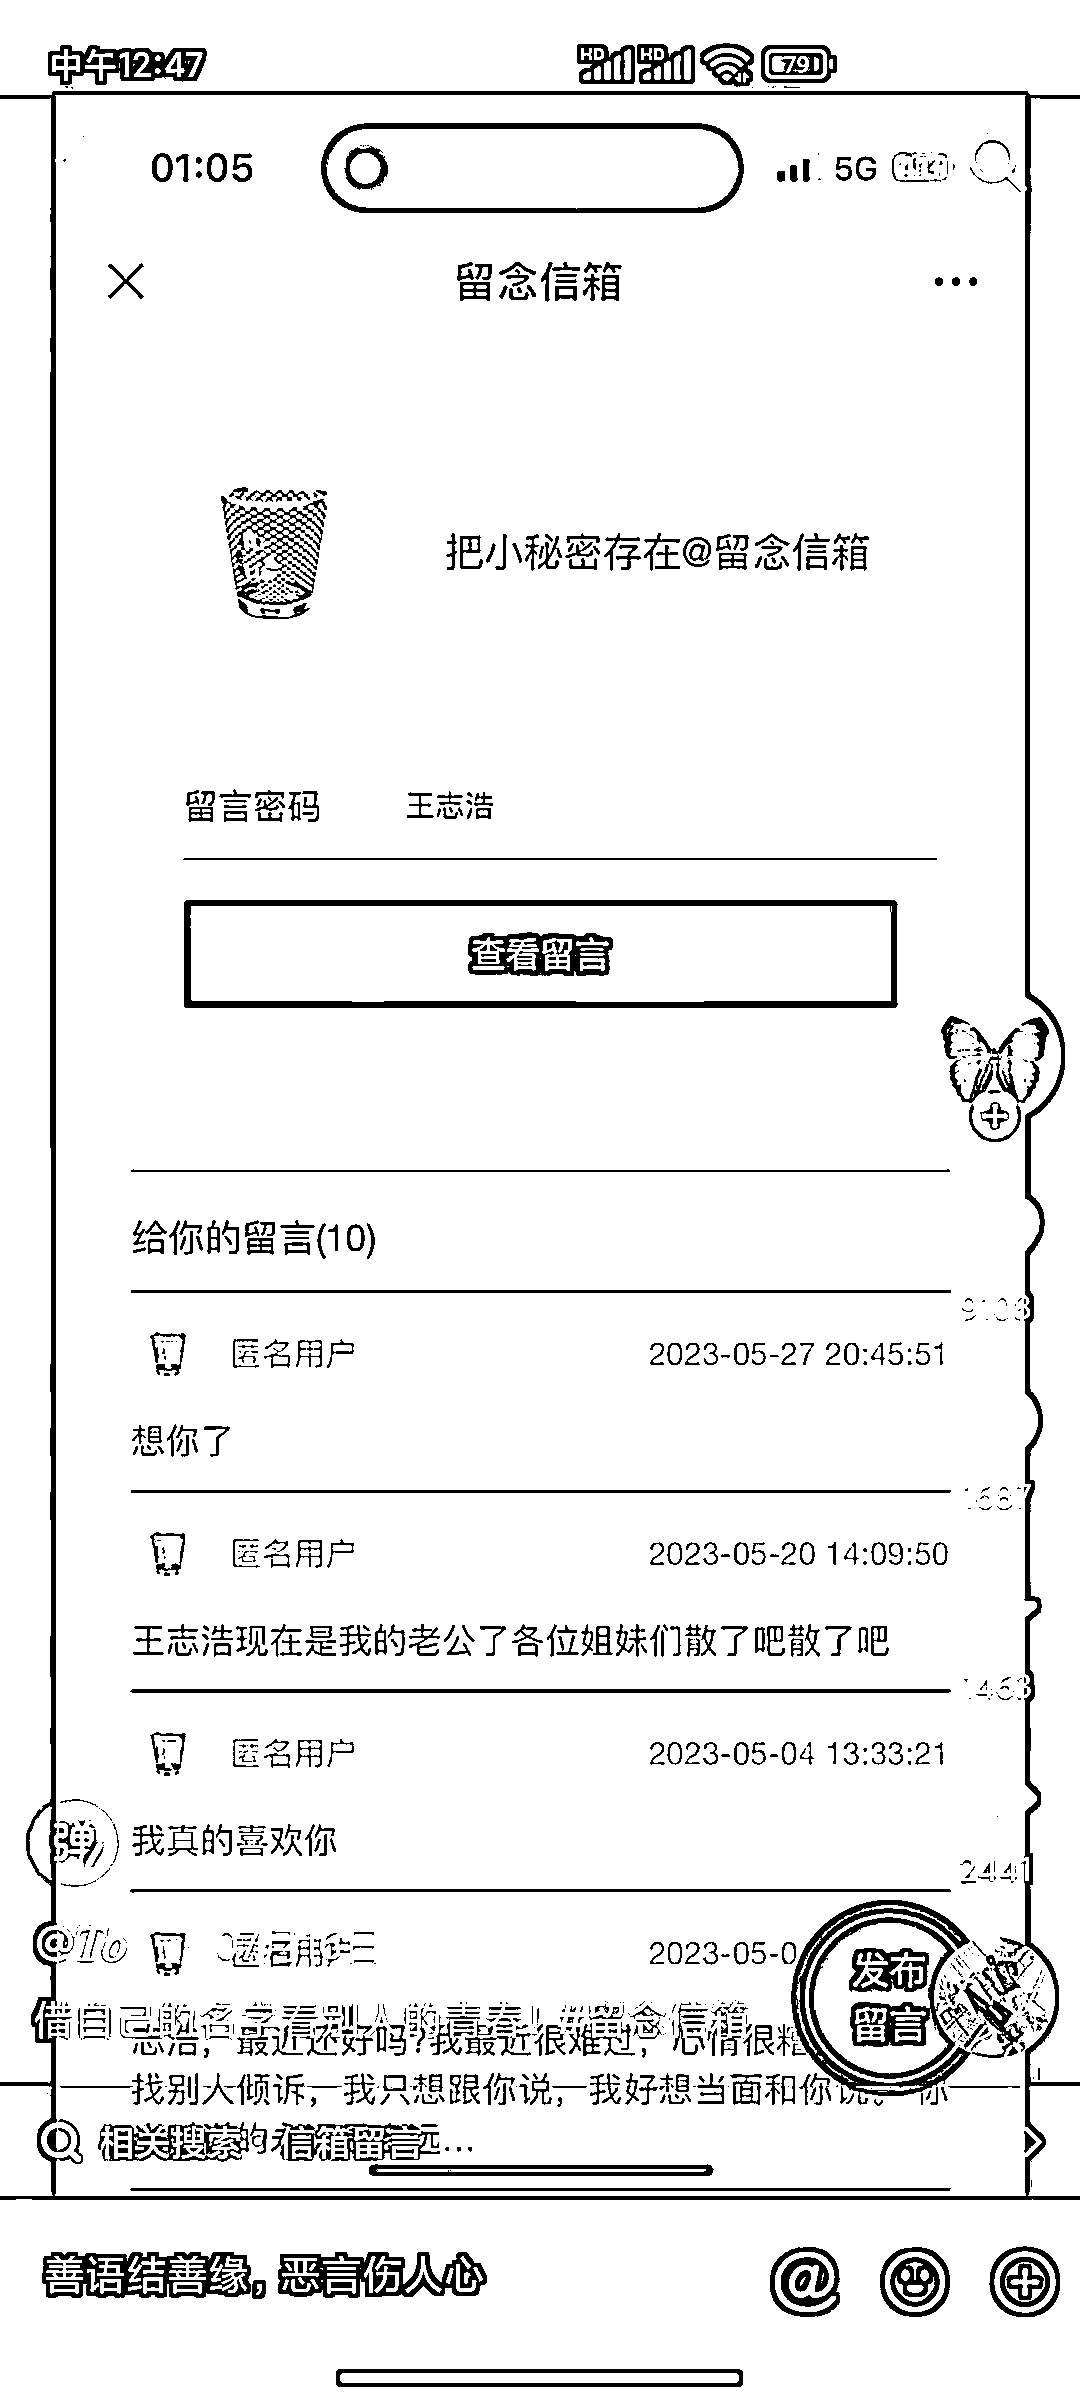 中午12:47
HD HD 79
01:05 5G
留念信箱
把小秘密存在@留念信箱
留言密码 王志浩
查看留言
给你的留言(10)
9103
匿名用户 2023-05-27 20:45:51
想你了
1687
匿名用户 2023-05-20 14:09:50
王志浩现在是我的老公了各位姐妹们散了吧散了吧
1463
匿名用户 2023-05-04 13:33:21
弹
我真的喜欢你
2441
@To
匿名用户 2023-05-0
发布
留言
借自己的名字看别人的青春！#留念信箱
志浩，最近还好吗?我最近很难过，心情很糟
找别人倾诉，我只想跟你说，我好想当面和你说。你
相关搜索 · 信箱留言
善语结善缘，恶言伤人心